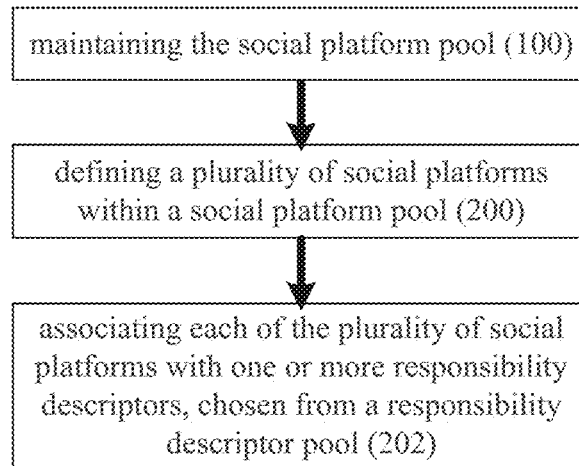 maintaining the social platform pool (100)
defining a plurality of social platforms
within a social platform pool (200)
associating each of the plurality of social
platforms with one or more responsibility
descriptors, chosen from a responsibility
descriptor pool (202)